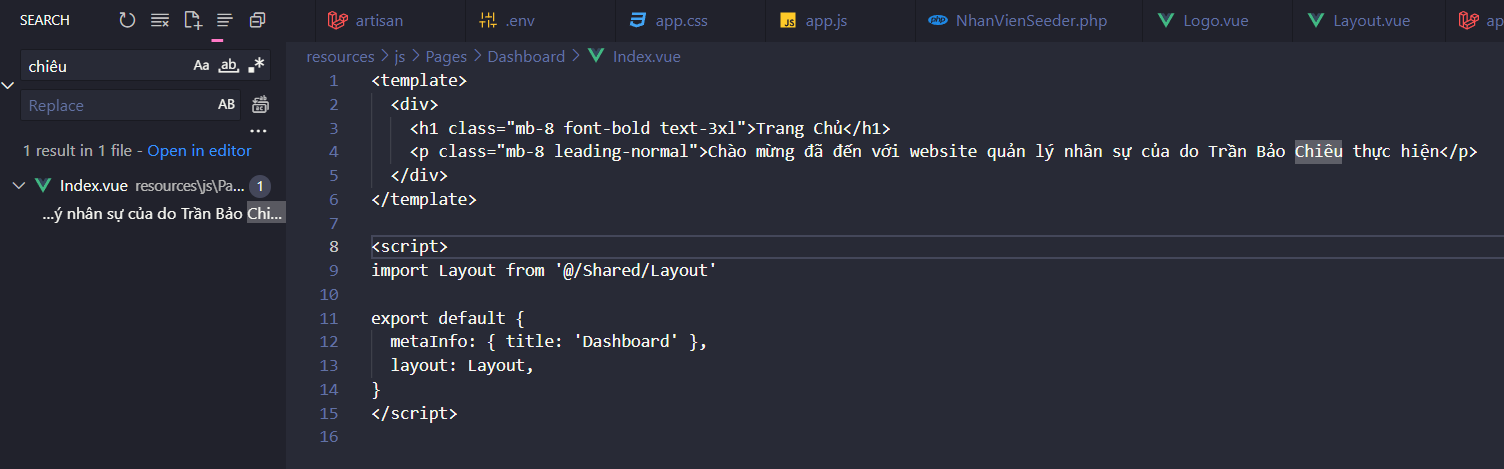 SEARCH
artisan
.env
app.css
JS app.js
php NhanVienSeeder.php
Logo.vue
Layout.vue
ap
chiêu
Aa ab .*
Replace
AB
...
1 result in 1 file - Open in editor
Index.vue resources\js\Pa... 1
...ý nhân sự của do Trần Bảo Chi...
resources > js > Pages > Dashboard > Index.vue
1 <template>
2 <div>
3 <h1 class="mb-8 font-bold text-3xl">Trang Chủ</h1>
4 <p class="mb-8 leading-normal">Chào mừng đã đến với website quản lý nhân sự của do Trần Bảo Chiêu thực hiện</p>
5 </div>
6 </template>
7
8 <script>
9 import Layout from '@/Shared/Layout'
10
11 export default {
12 metaInfo: { title: 'Dashboard' },
13 layout: Layout,
14 }
15 </script>
16